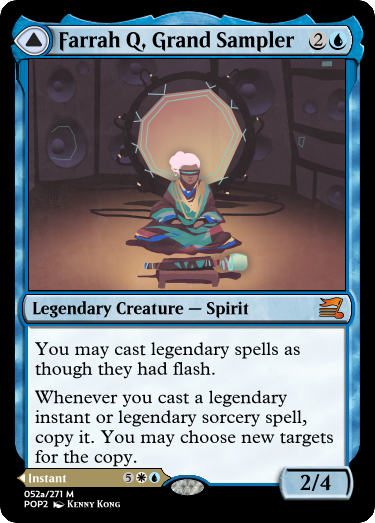 Farrah Q, Grand Sampler 2
Legendary Creature — Spirit
You may cast legendary spells as
though they had flash.
Whenever you cast a legendary
instant or legendary sorcery spell,
copy it. You may choose new targets
for the copy.
Instant 5
2/4
052a/271 M
POP2 Kenny Kong